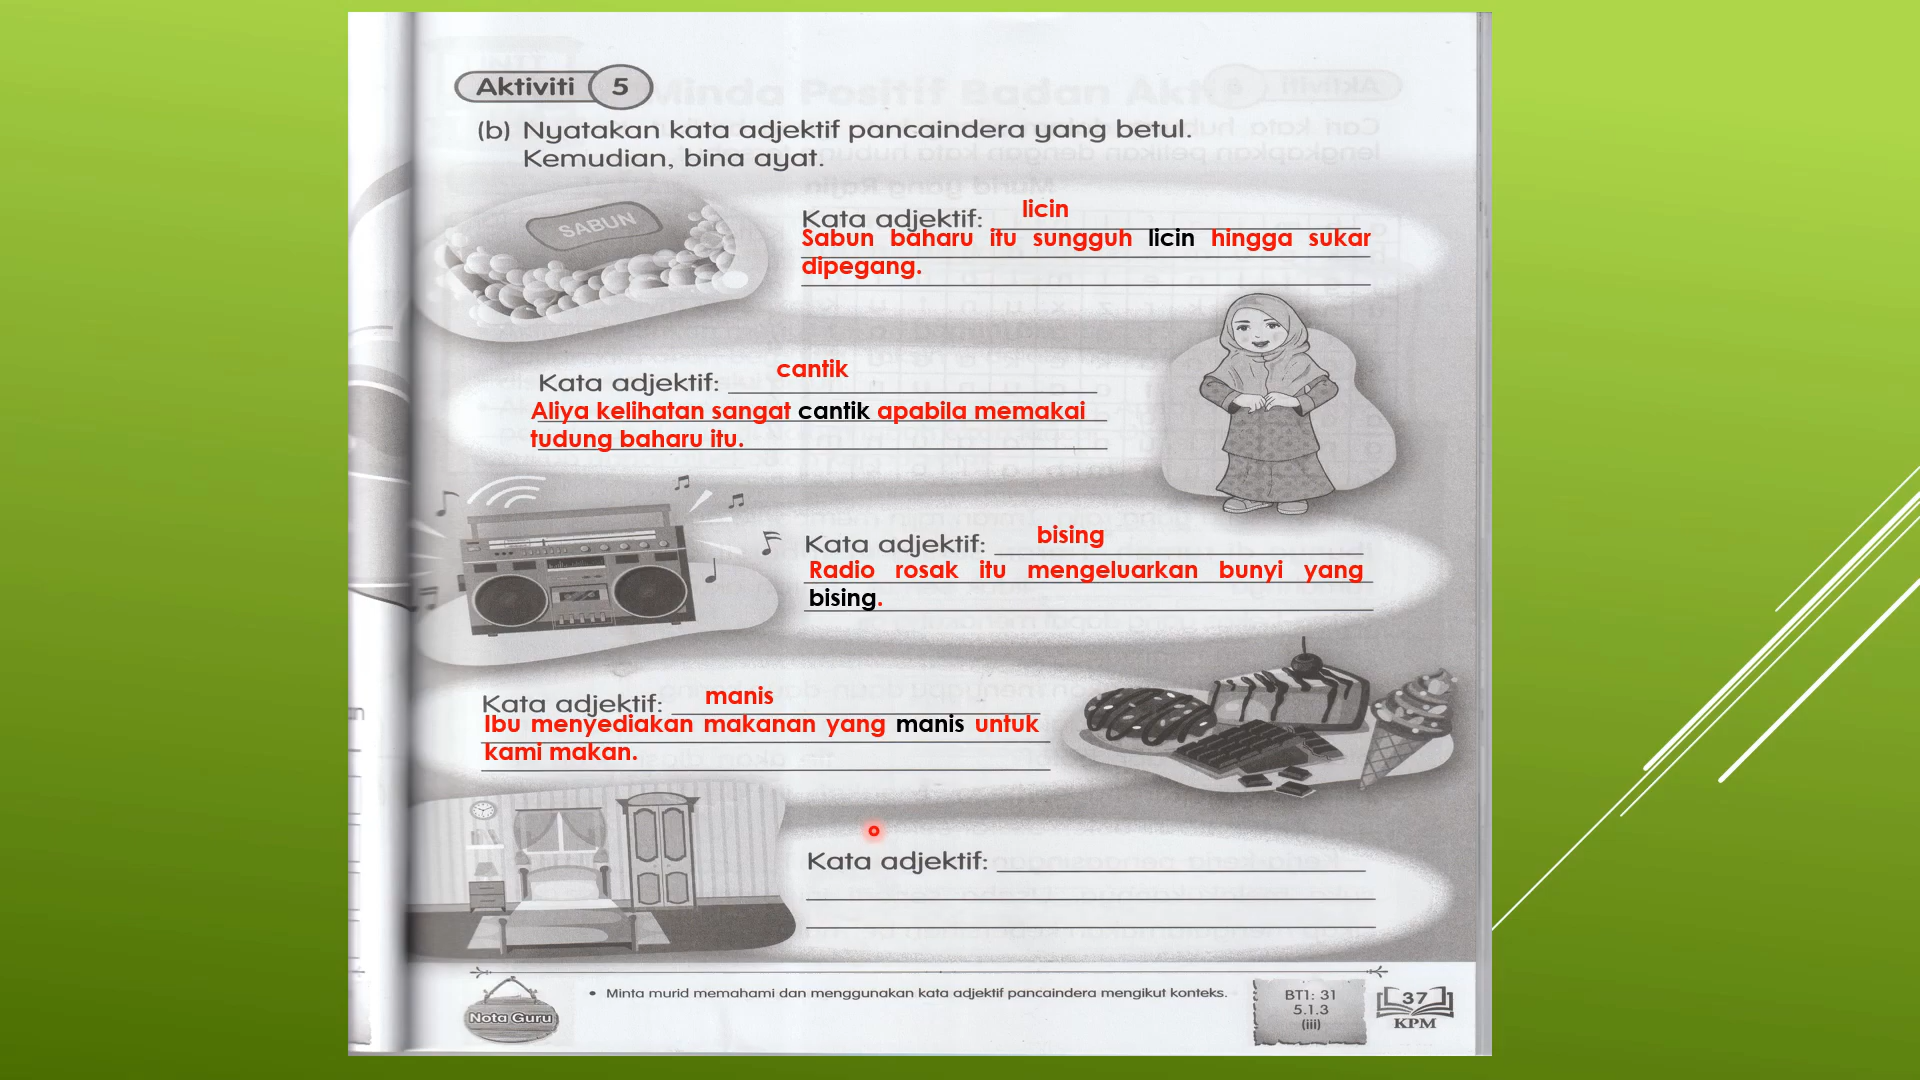 Aktiviti 5
(b) Nyatakan kata adjektif pancaindera yang betul.
Kemudian, bina ayat.
SABUN
Kata adjektif: licin
Sabun baharu itu sungguh licin hingga sukar
dipegang.
Kata adjektif: cantik
Aliya kelihatan sangat cantik apabila memakai
tudung baharu itu.
Kata adjektif: bising
Radio rosak itu mengeluarkan bunyi yang
bising.
Kata adjektif: manis
Ibu menyediakan makanan yang manis untuk
kami makan.
Kata adjektif:
Nota Guru
• Minta murid memahami dan menggunakan kata adjektif pancaindera mengikut konteks.
BT1: 31
5.1.3
(iii)
37
KPM